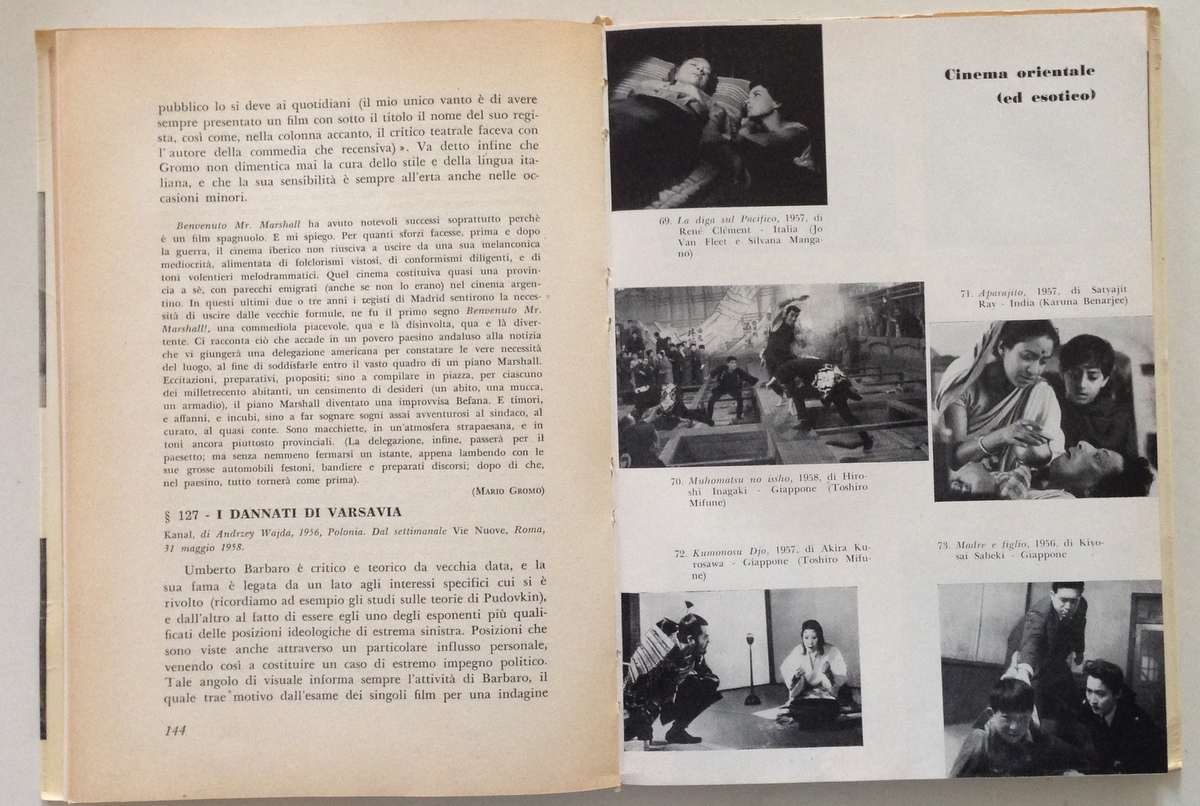 pubblico lo si deve ai quotidiani (il mio unico vanto è di avere
sempre presentato un film con sotto il titolo il nome del suo regi-
sta, così come, nella colonna accanto, il critico teatrale faceva con
l'autore della commedia che recensiva) ». Va detto infine che
Gromo non dimentica mai la cura dello stile e della lingua ita-
liana, e che la sua sensibilità è sempre all'erta anche nelle oc-
casioni minori.
Benvenuto Mr. Marshall ha avuto notevoli successi soprattutto perchè
è un film spagnuolo. E mi spiego. Per quanti sforzi facesse, prima e dopo
la guerra, il cinema iberico non riusciva a uscire da una sua melanconica
mediocrità, alimentata di folclorismi vistosi, di conformismi diligenti, e di
toni volentieri melodrammatici. Quel cinema costituiva quasi una provin-
cia a sè, con parecchi emigrati (anche se non lo erano) nel cinema argen-
tino. In questi ultimi due o tre anni i registi di Madrid sentirono la neces-
sità di uscire dalle vecchie formule, ne fu il primo segno Benvenuto Mr.
Marshall!, una commediola piacevole, qua e là disinvolta, qua e là diver-
tente. Ci racconta ciò che accade in un povero paesino andaluso alla notizia
che vi giungerà una delegazione americana per constatare le vere necessità
del luogo, al fine di soddisfarle entro il vasto quadro di un piano Marshall.
Eccitazioni, preparativi, propositi; sino a compilare in piazza, per ciascuno
dei milletrecento abitanti, un censimento di desideri (un abito, una mucca,
un armadio), il piano Marshall diventato una improvvisa Befana. E timori,
e affanni, e incubi, sino a far sognare sogni assai avventurosi al sindaco, al
curato, al quasi conte. Sono macchiette, in un'atmosfera strapaesana, e in
toni ancora piuttosto provinciali. (La delegazione, infine, passerà per il
paesetto; ma senza nemmeno fermarsi un istante, appena lambendo con le
sue grosse automobili festoni, bandiere e preparati discorsi; dopo di che,
nel paesino, tutto tornerà come prima).
(Mario Gromo)
§ 127 - I DANNATI DI VARSAVIA
Kanal, di Andrzey Wajda, 1956, Polonia. Dal settimanale Vie Nuove, Roma,
31 maggio 1958.
Umberto Barbaro è critico e teorico da vecchia data, e la
sua fama è legata da un lato agli interessi specifici cui si è
rivolto (ricordiamo ad esempio gli studi sulle teorie di Pudovkin),
e dall'altro al fatto di essere egli uno degli esponenti più quali-
ficati delle posizioni ideologiche di estrema sinistra. Posizioni che
sono viste anche attraverso un particolare influsso personale,
venendo così a costituire un caso di estremo impegno politico.
Tale angolo di visuale informa sempre l'attività di Barbaro, il
quale trae motivo dall'esame dei singoli film per una indagine
144
Cinema orientale
(ed esotico)
69. La diga sul Pacifico, 1957, di
René Clément - Italia (Jo
Van Fleet e Silvana Manga-
no)
71. Aparajito, 1957, di Satyajit
Ray - India (Karuna Benarjee)
70. Muhomatsu no issho, 1958, di Hiro-
shi Inagaki - Giappone (Toshiro
Mifune)
72. Kumonosu Djo, 1957, di Akira Ku-
rosawa - Giappone (Toshiro Mifu-
ne)
73. Madre e figlio, 1956, di Kiyo-
sai Sabeki - Giappone